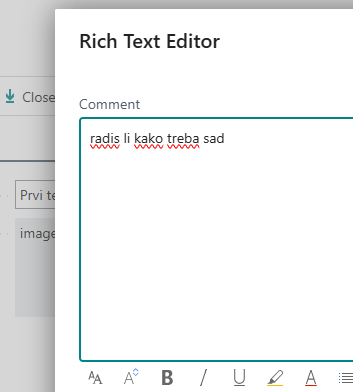 Rich Text Editor
Close
Comment
radis li kako treba sad
Prvi te
image
B I U A